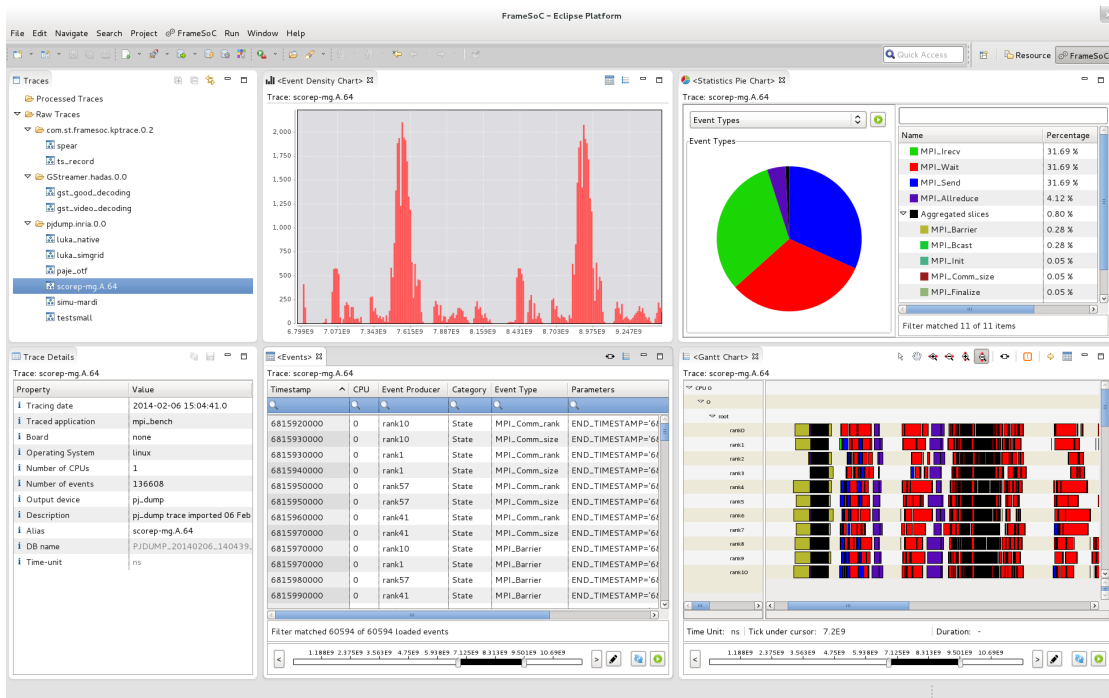 FrameSoC – Eclipse Platform
File Edit Navigate Search Project FrameSoC Run Window Help
Quick Access
Resource
FrameSoC
Traces
Processed Traces
Raw Traces
com.st.framesoc.kptrace.0.2
spear
ts_record
GStreamer.hadas.0.0
gst_good_decoding
gst_video_decoding
pjdump.inria.0.0
luka_native
luka_simgrid
paje_otf
scorep-mg.A.64
simu-mardi
testsmall
<Event Density Chart>
Trace: scorep-mg.A.64
2,000
1,750
1,500
1,250
1,000
750
500
250
0
6.799E9 7.071E9 7.343E9 7.615E9 7.887E9 8.159E9 8.431E9 8.703E9 8.975E9 9.247E9
<Statistics Pie Chart>
Trace: scorep-mg.A.64
Event Types
Event Types
Name Percentage
MPI_Irecv 31.69 %
MPI_Wait 31.69 %
MPI_Send 31.69 %
MPI_Allreduce 4.12 %
Aggregated slices 0.80 %
MPI_Barrier 0.28 %
MPI_Bcast 0.28 %
MPI_Init 0.05 %
MPI_Comm_size 0.05 %
MPI_Finalize 0.05 %
Filter matched 11 of 11 items
Trace Details
Trace: scorep-mg.A.64
Property Value
Tracing date 2014-02-06 15:04:41.0
Traced application mpi_bench
Board none
Operating System linux
Number of CPUs 1
Number of events 136608
Output device pj_dump
Description pj_dump trace imported 06 Feb
Alias scorep-mg.A.64
DB name PJDUMP_20140206_140439_
Time-unit ns
<Events>
Trace: scorep-mg.A.64
Timestamp CPU Event Producer Category Event Type Parameters
6815920000 0 rank10 State MPI_Comm_rank END_TIMESTAMP='68
6815930000 0 rank10 State MPI_Comm_size END_TIMESTAMP='68
6815930000 0 rank1 State MPI_Comm_rank END_TIMESTAMP='68
6815940000 0 rank1 State MPI_Comm_size END_TIMESTAMP='68
6815950000 0 rank57 State MPI_Comm_rank END_TIMESTAMP='68
6815950000 0 rank57 State MPI_Comm_size END_TIMESTAMP='68
6815960000 0 rank41 State MPI_Comm_rank END_TIMESTAMP='68
6815970000 0 rank41 State MPI_Comm_size END_TIMESTAMP='68
6815970000 0 rank10 State MPI_Barrier END_TIMESTAMP='68
6815970000 0 rank1 State MPI_Barrier END_TIMESTAMP='68
6815980000 0 rank57 State MPI_Barrier END_TIMESTAMP='68
6815990000 0 rank41 State MPI_Barrier END_TIMESTAMP='68
Filter matched 60594 of 60594 loaded events
1.188E9 2.375E9 3.563E9 4.75E9 5.938E9 7.125E9 8.313E9 9.501E9 10.69E9
<Gantt Chart>
Trace: scorep-mg.A.64
CPU 0
0
root
rank0
rank1
rank2
rank3
rank4
rank5
rank6
rank7
rank8
rank9
rank10
Time Unit: ns Tick under cursor: 7.2E9 Duration: -
1.188E9 2.375E9 3.563E9 4.75E9 5.938E9 7.125E9 8.313E9 9.501E9 10.69E9